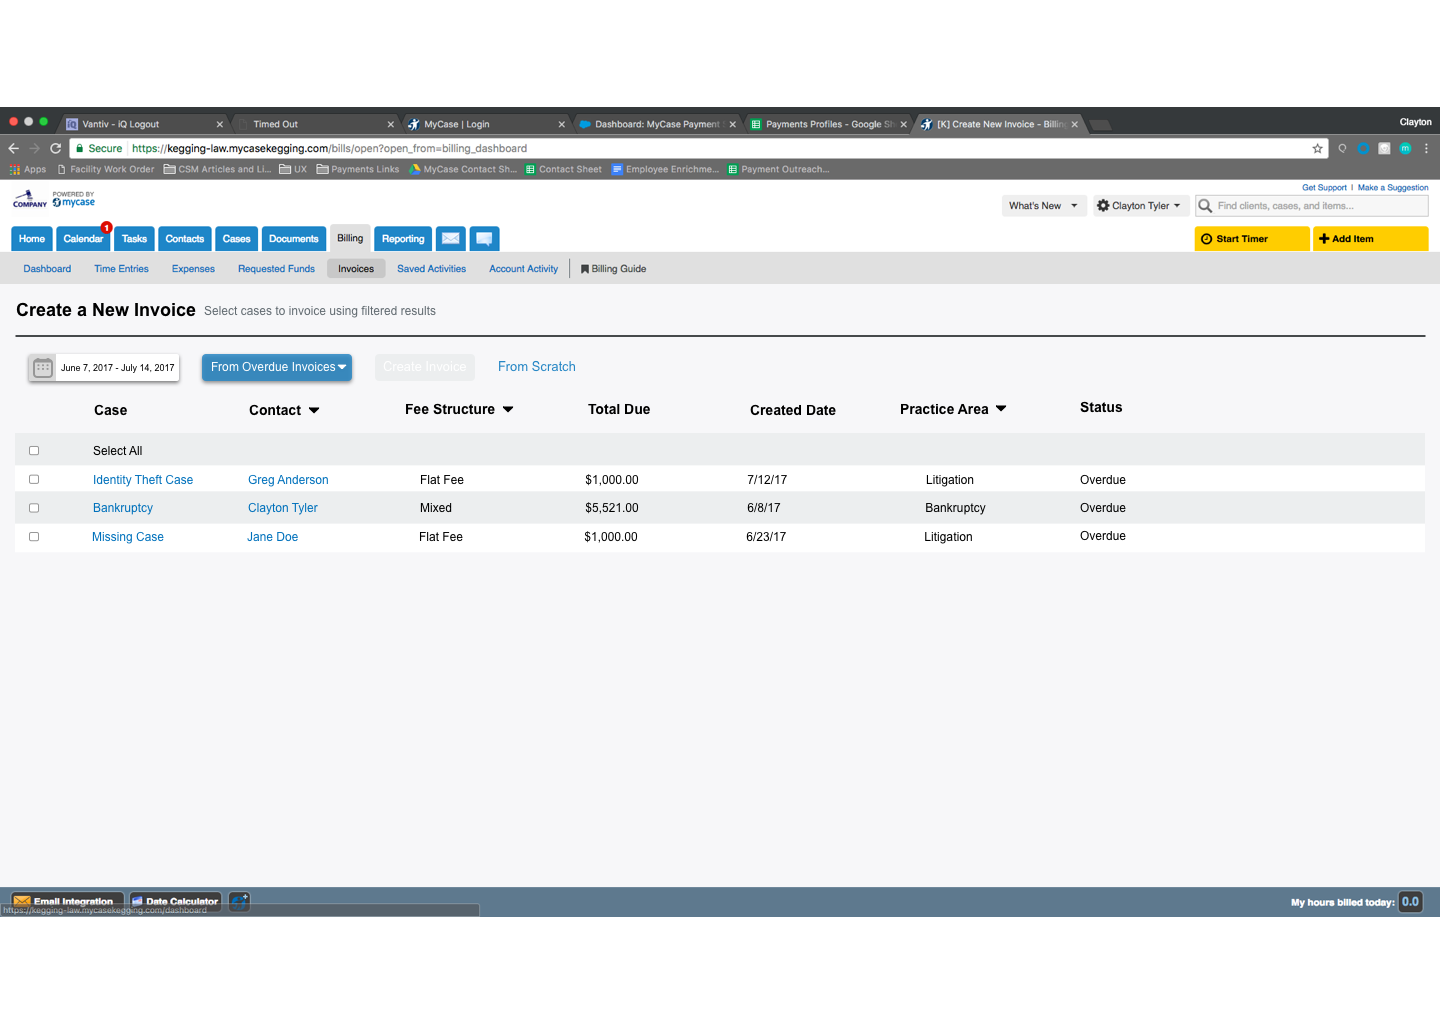 Vantiv - iQ Logout
Timed Out
MyCase | Login
Dashboard: MyCase Payment
Payments Profiles - Google Sh
[K] Create New Invoice - Billin
Clayton
Secure https://kegging-law.mycasekegging.com/bills/open?open_from=billing_dashboard
Apps Facility Work Order CSM Articles and Li... UX Payments Links MyCase Contact Sh... Contact Sheet Employee Enrichme... Payment Outreach...
Get Support | Make a Suggestion
COMPANY POWERED BY mycase
What's New Clayton Tyler Find clients, cases, and items...
Home Calendar 1 Tasks Contacts Cases Documents Billing Reporting Start Timer Add Item
Dashboard Time Entries Expenses Requested Funds Invoices Saved Activities Account Activity Billing Guide
Create a New Invoice Select cases to invoice using filtered results
June 7, 2017 - July 14, 2017 From Overdue Invoices Create Invoice From Scratch
Case Contact Fee Structure Total Due Created Date Practice Area Status
Select All
Identity Theft Case Greg Anderson Flat Fee $1,000.00 7/12/17 Litigation Overdue
Bankruptcy Clayton Tyler Mixed $5,521.00 6/8/17 Bankruptcy Overdue
Missing Case Jane Doe Flat Fee $1,000.00 6/23/17 Litigation Overdue
Email Integration Date Calculator My hours billed today: 0.0
https://kegging-law.mycasekegging.com/dashboard